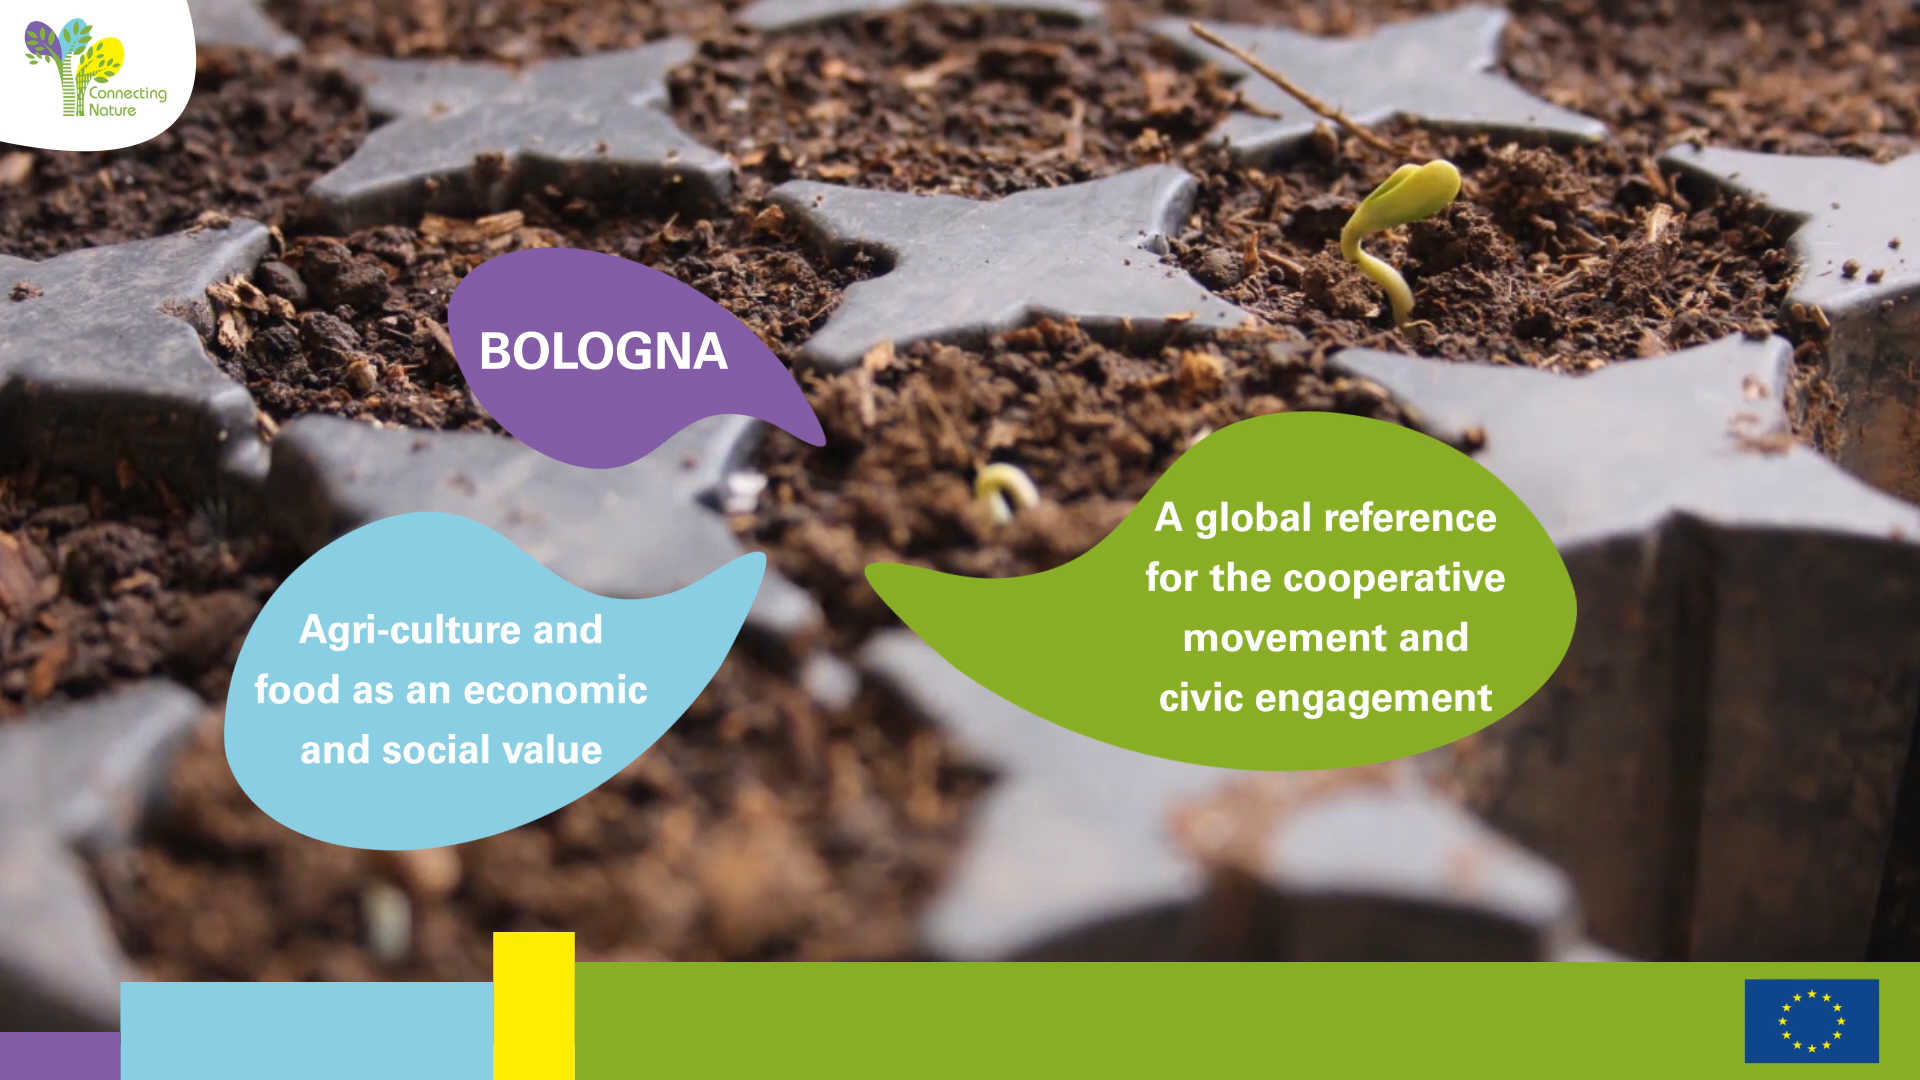 Connecting
Nature
BOLOGNA
Agri-culture and
food as an economic
and social value
A global reference
for the cooperative
movement and
civic engagement